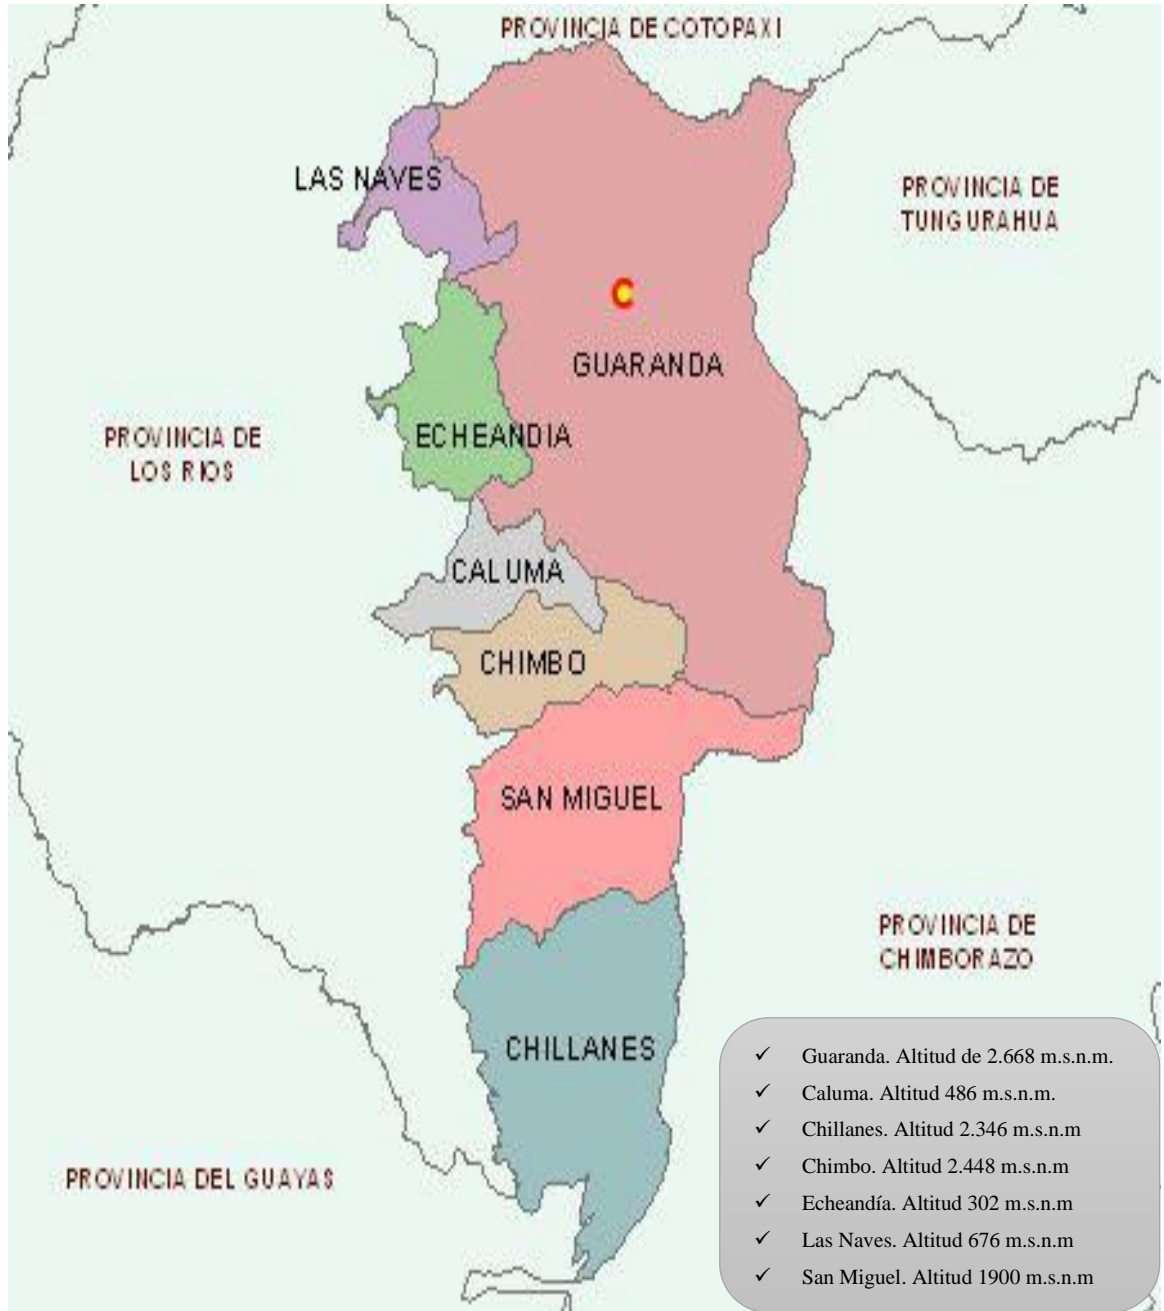 PROVINCIA DE COTOPAXI
LAS NAVES
PROVINCIA DE
TUNGURAHUA
C
GUARANDA
PROVINCIA DE
LOS RIOS
ECHEANDIA
CALUMA
CHIMBO
SAN MIGUEL
PROVINCIA DE
CHIMBORAZO
CHILLANES
PROVINCIA DEL GUAYAS
✓ Guaranda. Altitud de 2.668 m.s.n.m.
✓ Caluma. Altitud 486 m.s.n.m.
✓ Chillanes. Altitud 2.346 m.s.n.m
✓ Chimbo. Altitud 2.448 m.s.n.m
✓ Echeandía. Altitud 302 m.s.n.m
✓ Las Naves. Altitud 676 m.s.n.m
✓ San Miguel. Altitud 1900 m.s.n.m